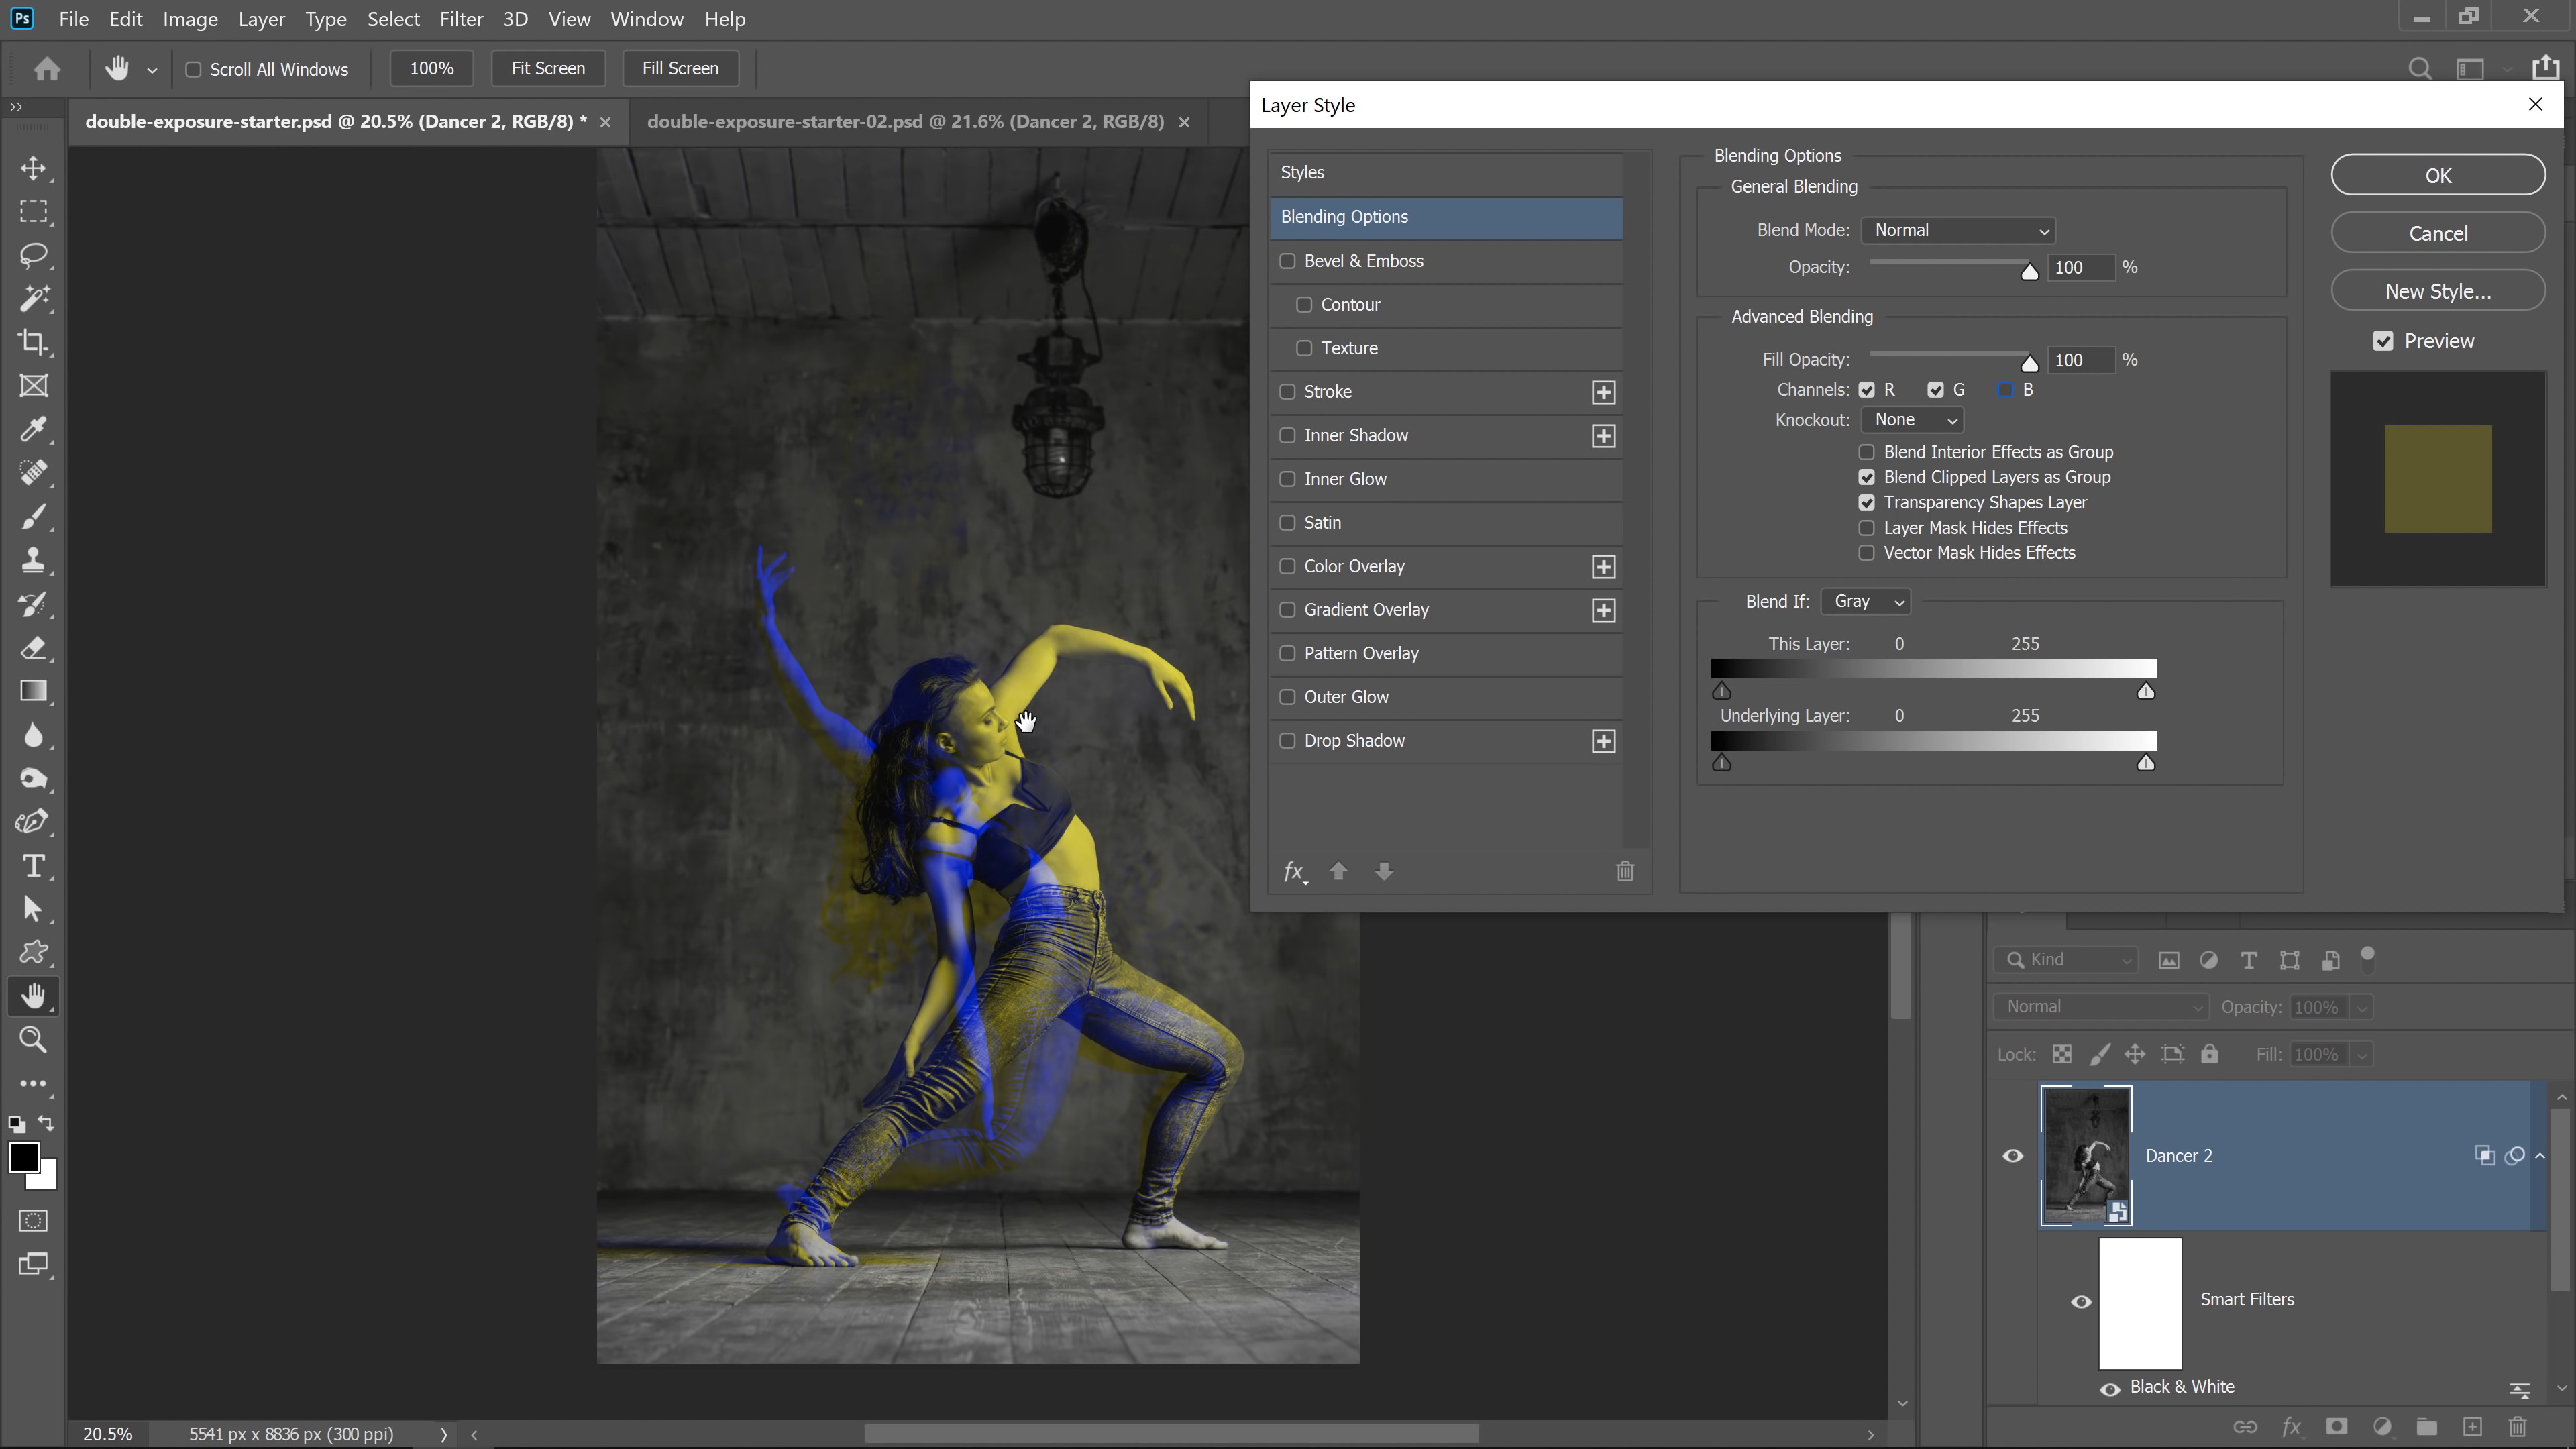 Ps File Edit Image Layer Type Select Filter 3D View Window Help
Scroll All Windows 100% Fit Screen Fill Screen
double-exposure-starter.psd @ 20.5% (Dancer 2, RGB/8) *
double-exposure-starter-02.psd @ 21.6% (Dancer 2, RGB/8)
Layer Style
Styles
Blending Options
Bevel & Emboss
Contour
Texture
Stroke
Inner Shadow
Inner Glow
Satin
Color Overlay
Gradient Overlay
Pattern Overlay
Outer Glow
Drop Shadow
fx
Blending Options
General Blending
Blend Mode: Normal
Opacity: 100 %
Advanced Blending
Fill Opacity: 100 %
Channels: R G B
Knockout: None
Blend Interior Effects as Group
Blend Clipped Layers as Group
Transparency Shapes Layer
Layer Mask Hides Effects
Vector Mask Hides Effects
Blend If: Gray
This Layer: 0 255
Underlying Layer: 0 255
OK
Cancel
New Style...
Preview
Kind
Normal Opacity: 100%
Lock: Fill: 100%
Dancer 2
Smart Filters
Black & White
fx
20.5% 5541 px x 8836 px (300 ppi)